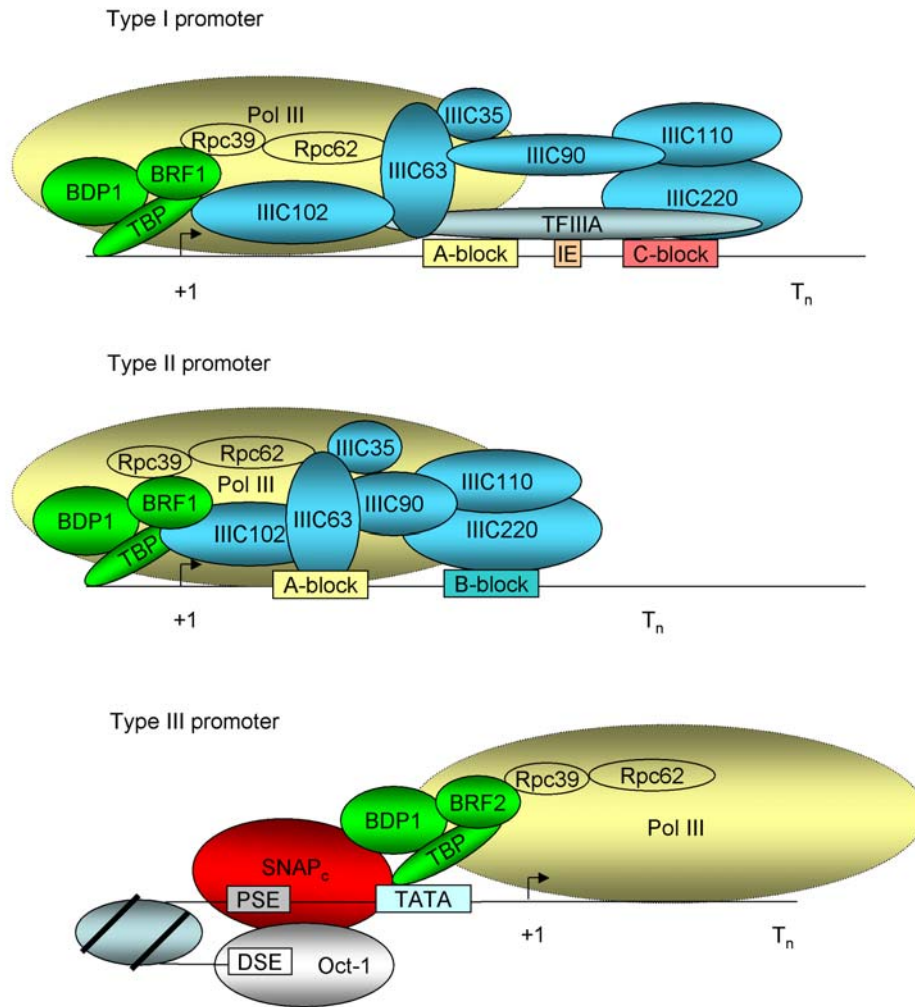 Type I promoter
Pol III
IIIC35
Rpc39
Rpc62
IIIC110
BRF1
IIIC63
IIIC90
BDP1
TBP
IIIC102
IIIC220
TFIIIA
A-block
IE
C-block
+1
Tn
Type II promoter
IIIC35
Rpc39
Rpc62
IIIC110
Pol III
BRF1
IIIC63
IIIC90
BDP1
IIIC102
IIIC220
TBP
A-block
B-block
+1
Tn
Type III promoter
Rpc39
Rpc62
BRF2
BDP1
Pol III
TBP
SNAPc
PSE
TATA
+1
Tn
DSE
Oct-1